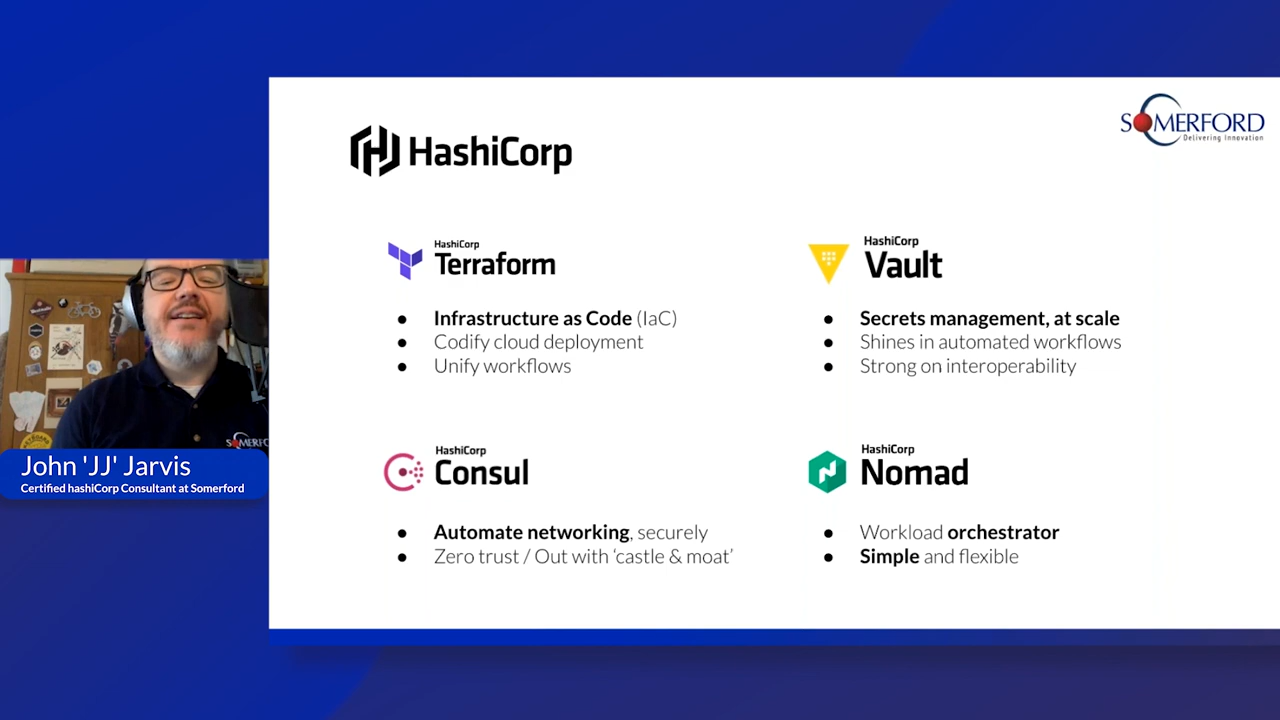 SOMERFORD
Delivering Innovation
HashiCorp
HashiCorp
Terraform
• Infrastructure as Code (IaC)
• Codify cloud deployment
• Unify workflows
HashiCorp
Vault
• Secrets management, at scale
• Shines in automated workflows
• Strong on interoperability
HashiCorp
Consul
• Automate networking, securely
• Zero trust / Out with ‘castle & moat’
HashiCorp
Nomad
• Workload orchestrator
• Simple and flexible
SOMERFO
John 'JJ' Jarvis
Certified hashiCorp Consultant at Somerford